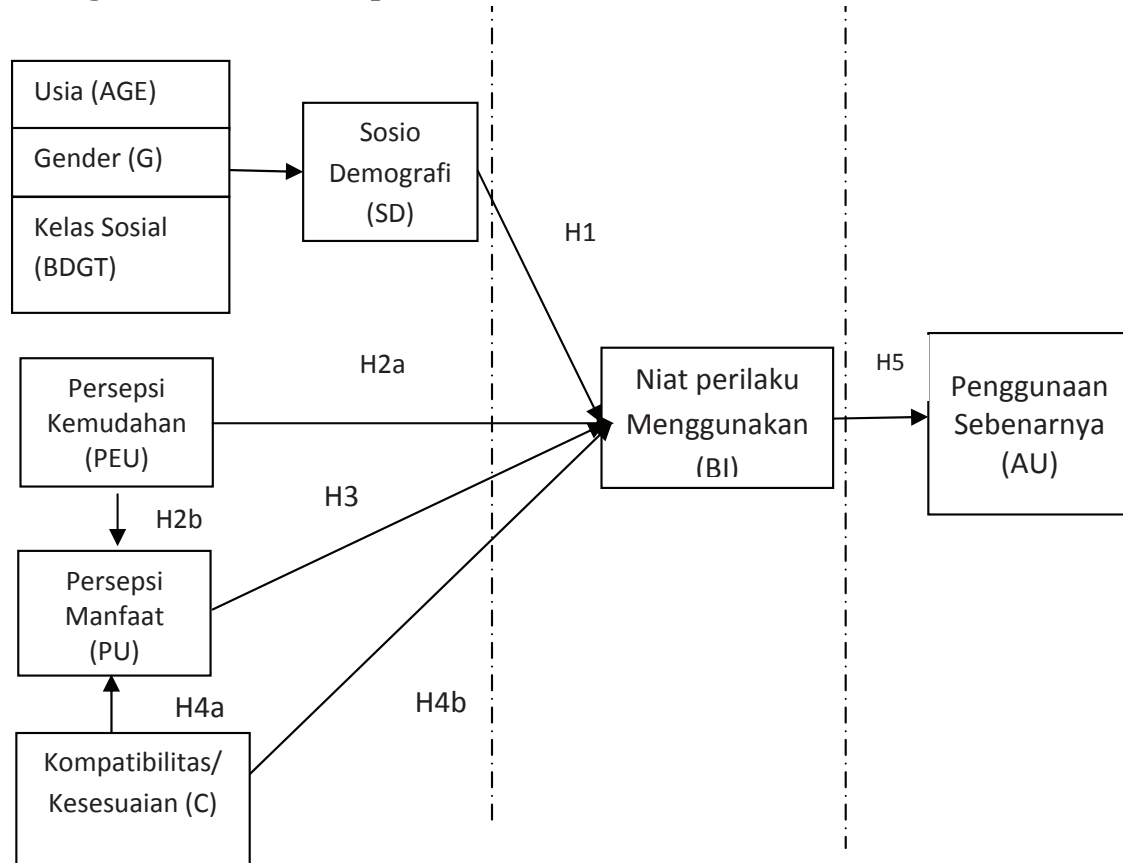 Usia (AGE)
Gender (G)
Kelas Sosial
(BDGT)
Sosio
Demografi
(SD)
H1
Persepsi
Kemudahan
(PEU)
H2a
H2b
Persepsi
Manfaat
(PU)
H3
H4a
H4b
Kompatibilitas/
Kesesuaian (C)
Niat perilaku
Menggunakan
(BI)
H5
Penggunaan
Sebenarnya
(AU)